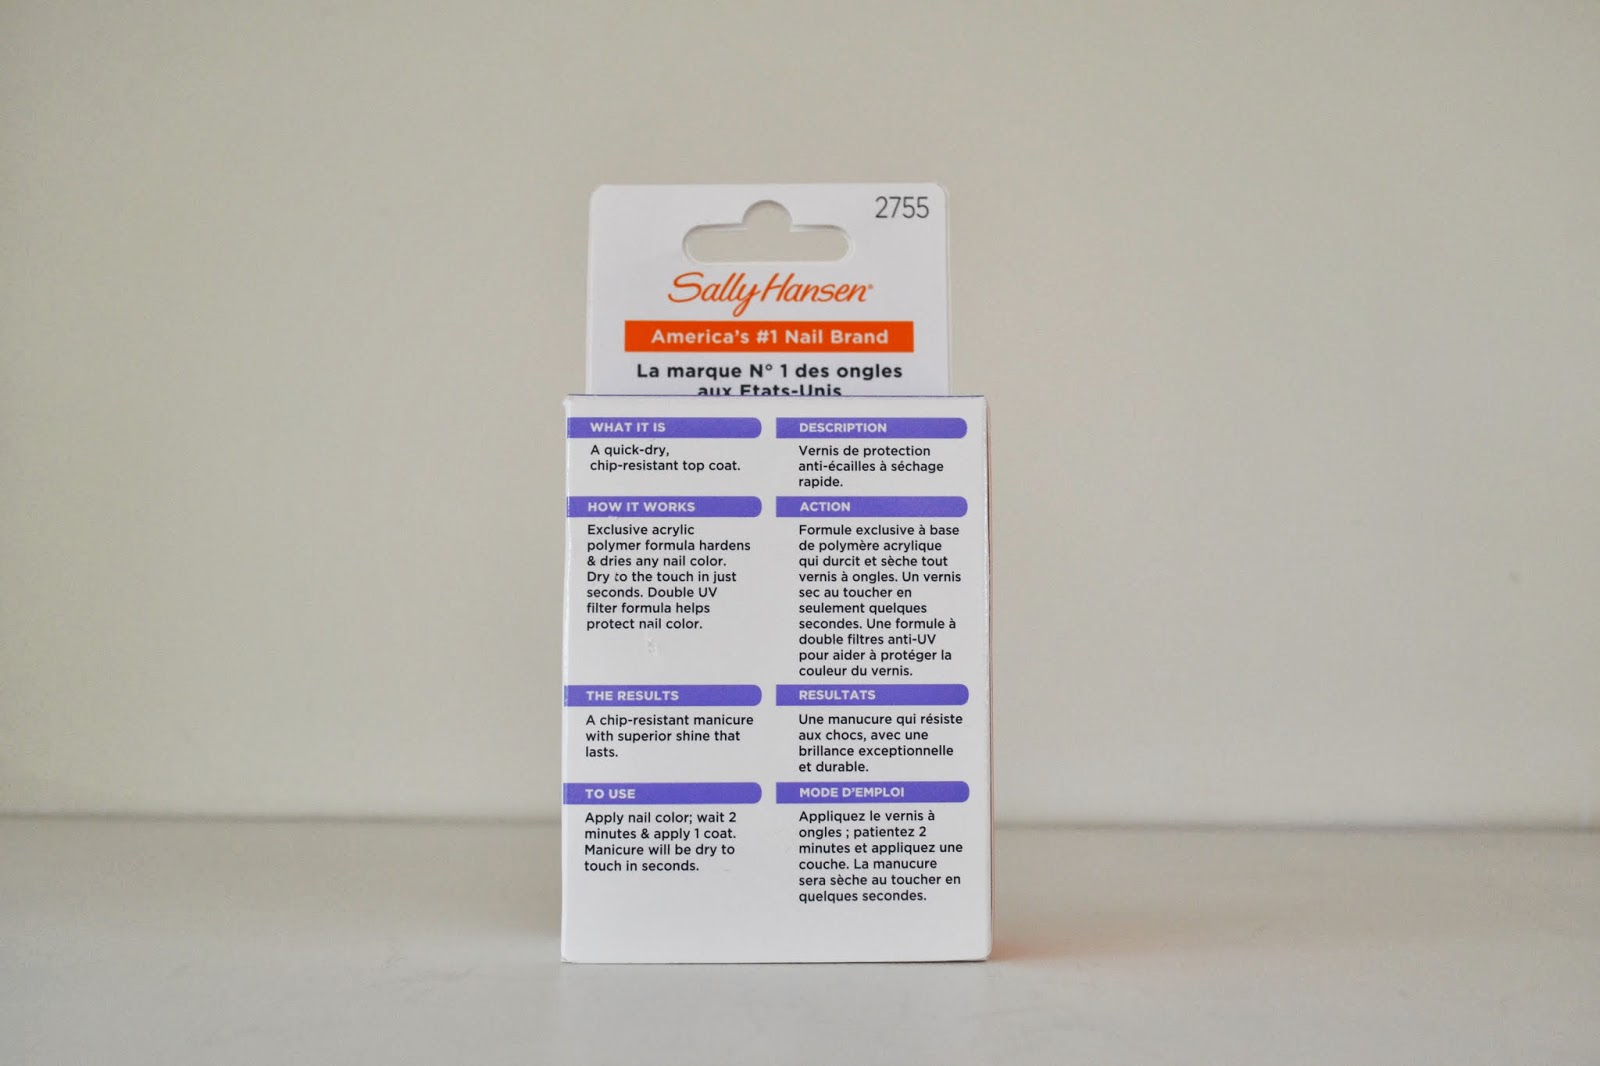 2755
Sally Hansen®
America's #1 Nail Brand
La marque N° 1 des ongles
aux Etats-Unis
WHAT IT IS
A quick-dry,
chip-resistant top coat.
HOW IT WORKS
Exclusive acrylic
polymer formula hardens
& dries any nail color.
Dry to the touch in just
seconds. Double UV
filter formula helps
protect nail color.
THE RESULTS
A chip-resistant manicure
with superior shine that
lasts.
TO USE
Apply nail color; wait 2
minutes & apply 1 coat.
Manicure will be dry to
touch in seconds.
DESCRIPTION
Vernis de protection
anti-écailles à séchage
rapide.
ACTION
Formule exclusive à base
de polymère acrylique
qui durcit et sèche tout
vernis à ongles. Un vernis
sec au toucher en
seulement quelques
secondes. Une formule à
double filtres anti-UV
pour aider à protéger la
couleur du vernis.
RESULTATS
Une manucure qui résiste
aux chocs, avec une
brillance exceptionnelle
et durable.
MODE D'EMPLOI
Appliquez le vernis à
ongles ; patientez 2
minutes et appliquez une
couche. La manucure
sera sèche au toucher en
quelques secondes.